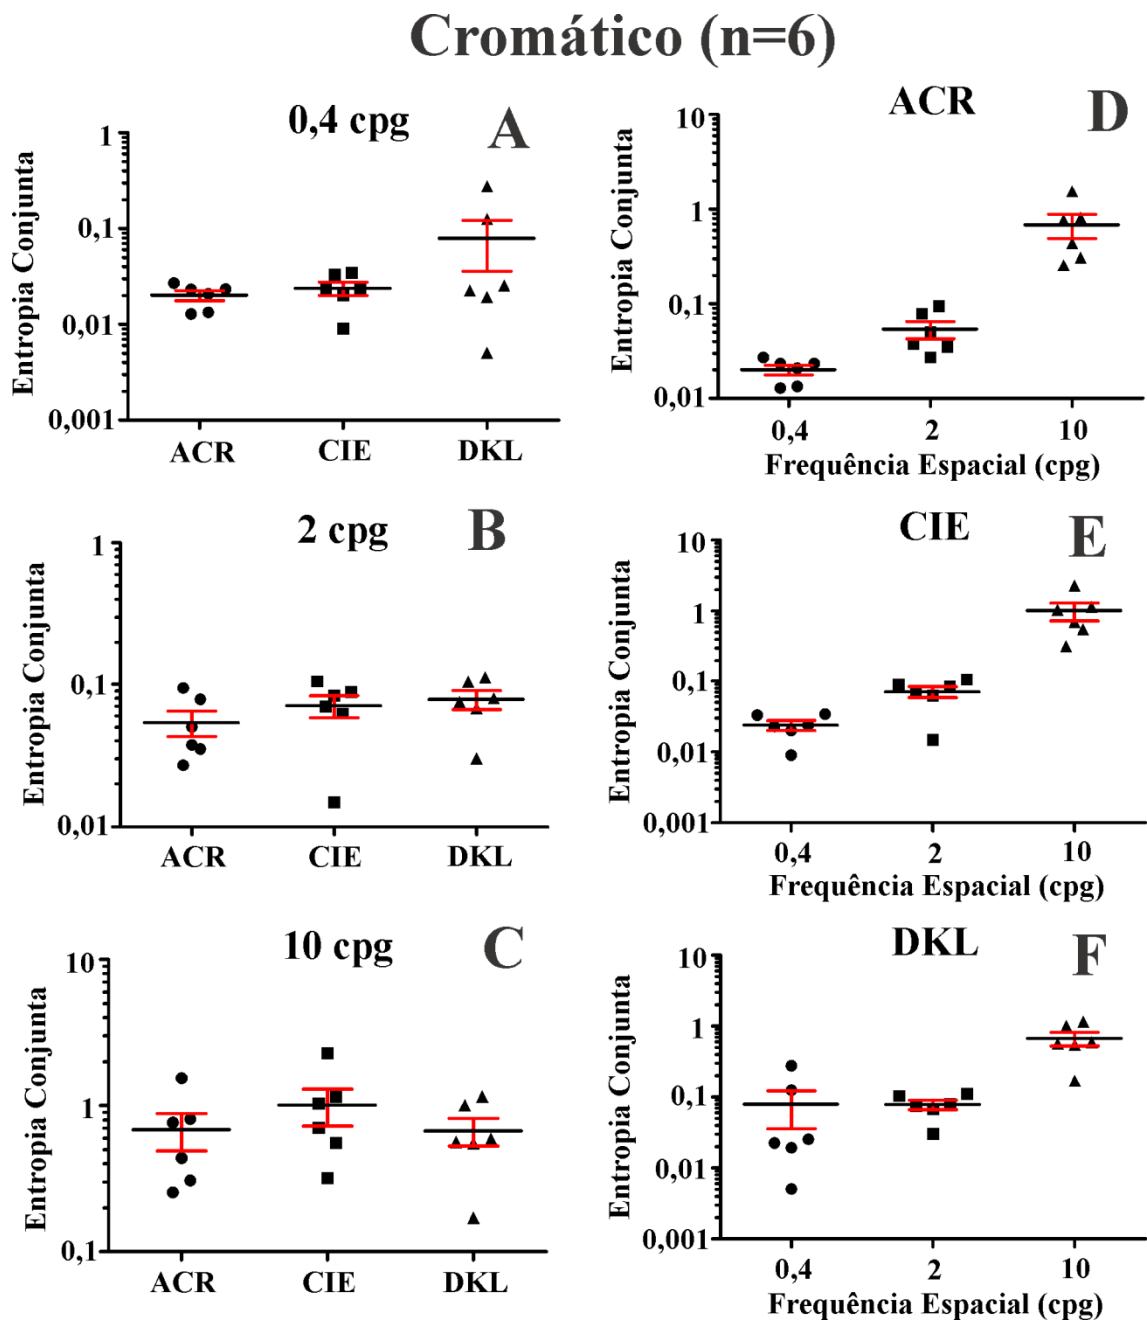 Cromático (n=6)
0,4 cpg
A
Entropia Conjunta
1
0,1
0,01
0,001
ACR CIE DKL
ACR
D
Entropia Conjunta
10
1
0,1
0,01
0,4 2 10
Frequência Espacial (cpg)
2 cpg
B
Entropia Conjunta
1
0,1
0,01
ACR CIE DKL
CIE
E
Entropia Conjunta
10
1
0,1
0,01
0,001
0,4 2 10
Frequência Espacial (cpg)
10 cpg
C
Entropia Conjunta
10
1
0,1
ACR CIE DKL
DKL
F
Entropia Conjunta
10
1
0,1
0,01
0,001
0,4 2 10
Frequência Espacial (cpg)